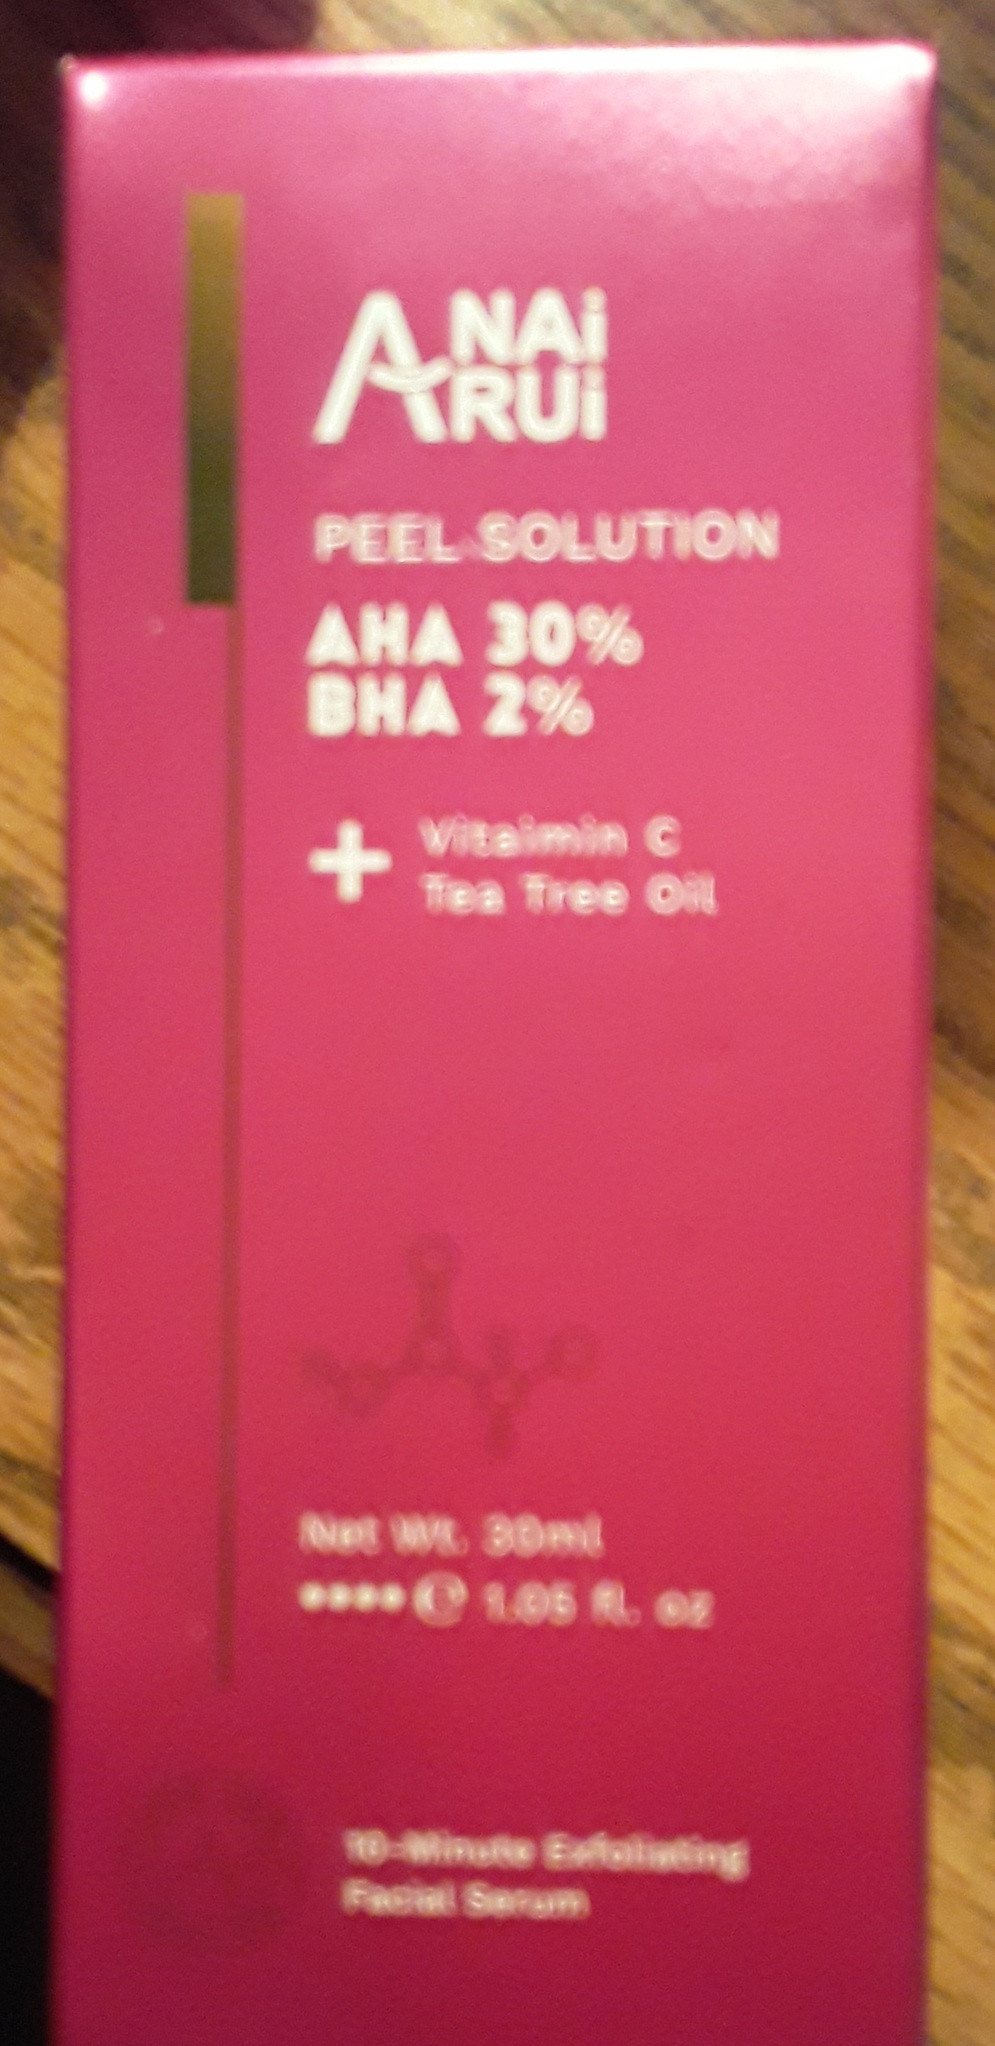 ANAi
RUi
PEEL SOLUTION
AHA 30%
BHA 2%
+ Vitaimin C
Tea Tree Oil
Net Wt. 30ml
1.05 fl. oz
10-Minute Exfoliating
Facial Serum